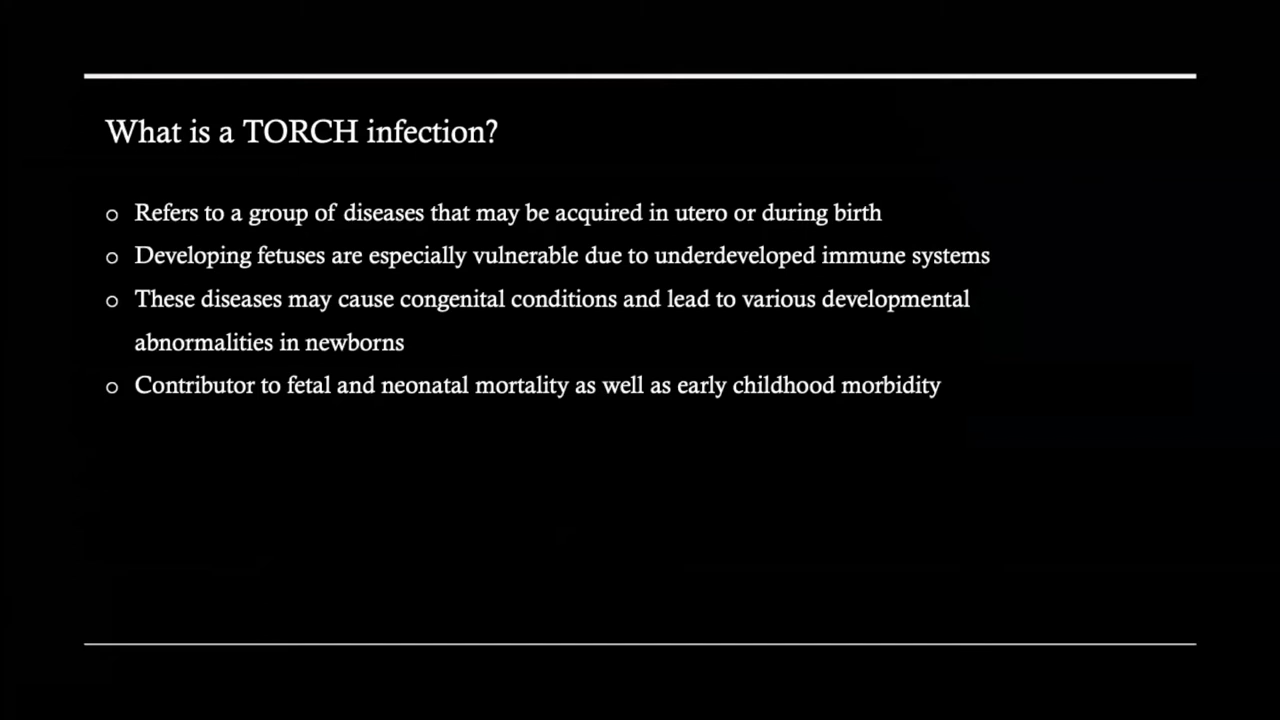 What is a TORCH infection?
o Refers to a group of diseases that may be acquired in utero or during birth
o Developing fetuses are especially vulnerable due to underdeveloped immune systems
o These diseases may cause congenital conditions and lead to various developmental
abnormalities in newborns
o Contributor to fetal and neonatal mortality as well as early childhood morbidity